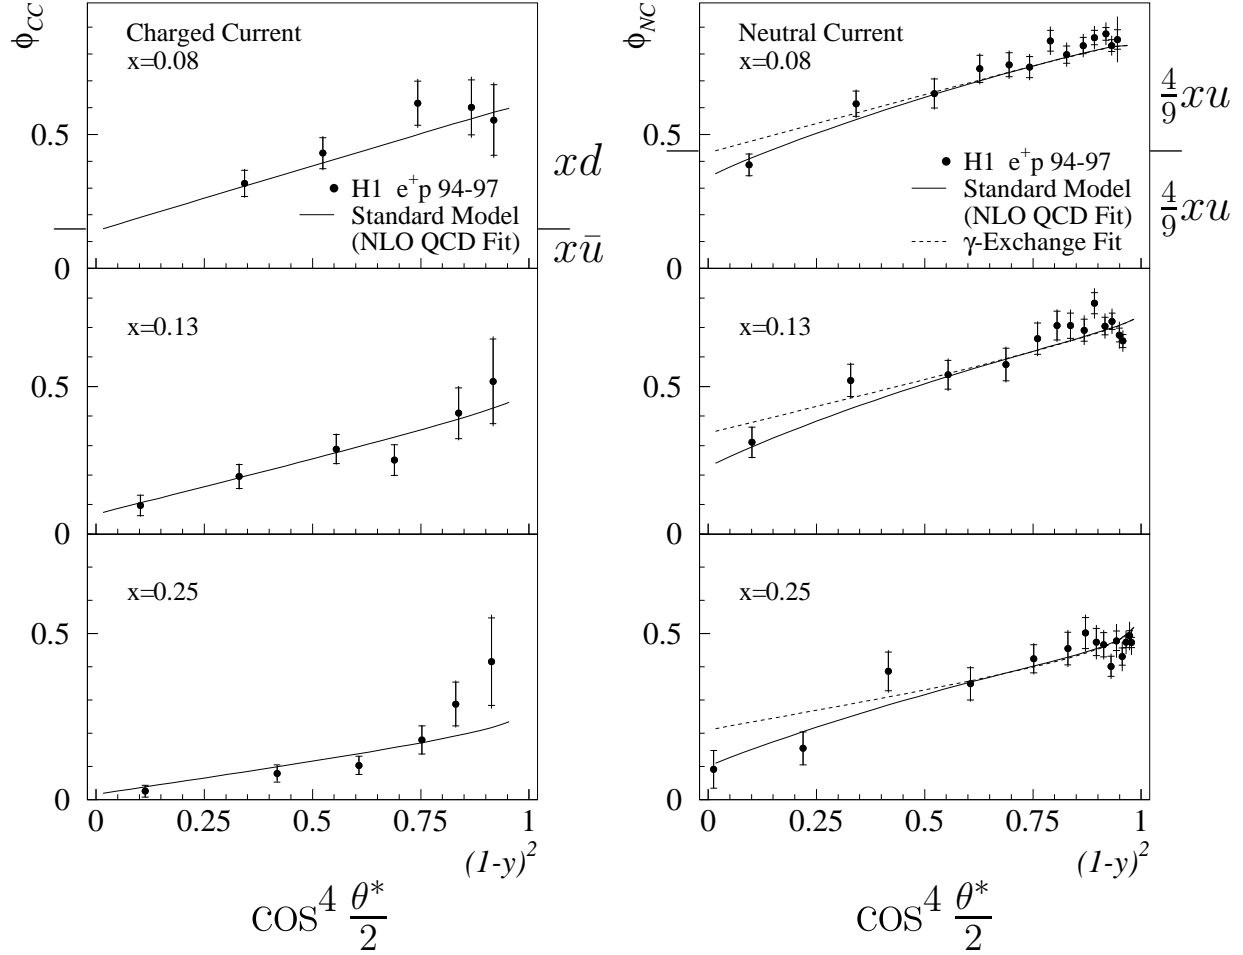 ϕCC
Charged Current
x=0.08
0.5
0
H1 e⁺p 94-97
Standard Model
(NLO QCD Fit)
xd
xū
x=0.13
0.5
0
x=0.25
0.5
0
0 0.25 0.5 0.75 1
(1-y)²
cos⁴ θ*/2
ϕNC
Neutral Current
x=0.08
0.5
0
H1 e⁺p 94-97
Standard Model
(NLO QCD Fit)
γ-Exchange Fit
4/9 xu
4/9 xu
x=0.13
0.5
0
x=0.25
0.5
0
0 0.25 0.5 0.75 1
(1-y)²
cos⁴ θ*/2